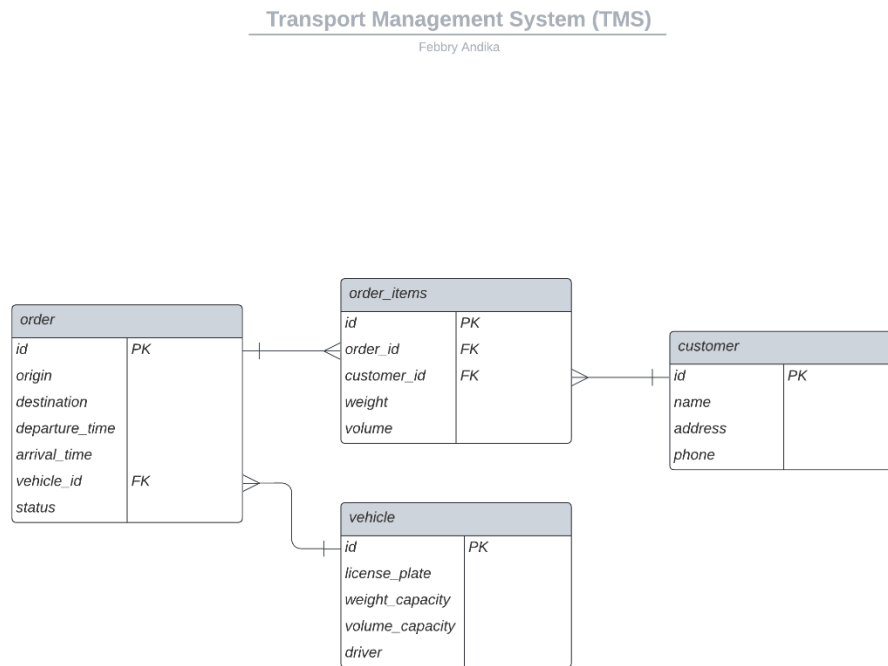 Transport Management System (TMS)
Febbry Andika
order
id PK
origin
destination
departure_time
arrival_time
vehicle_id FK
status
order_items
id PK
order_id FK
customer_id FK
weight
volume
customer
id PK
name
address
phone
vehicle
id PK
license_plate
weight_capacity
volume_capacity
driver